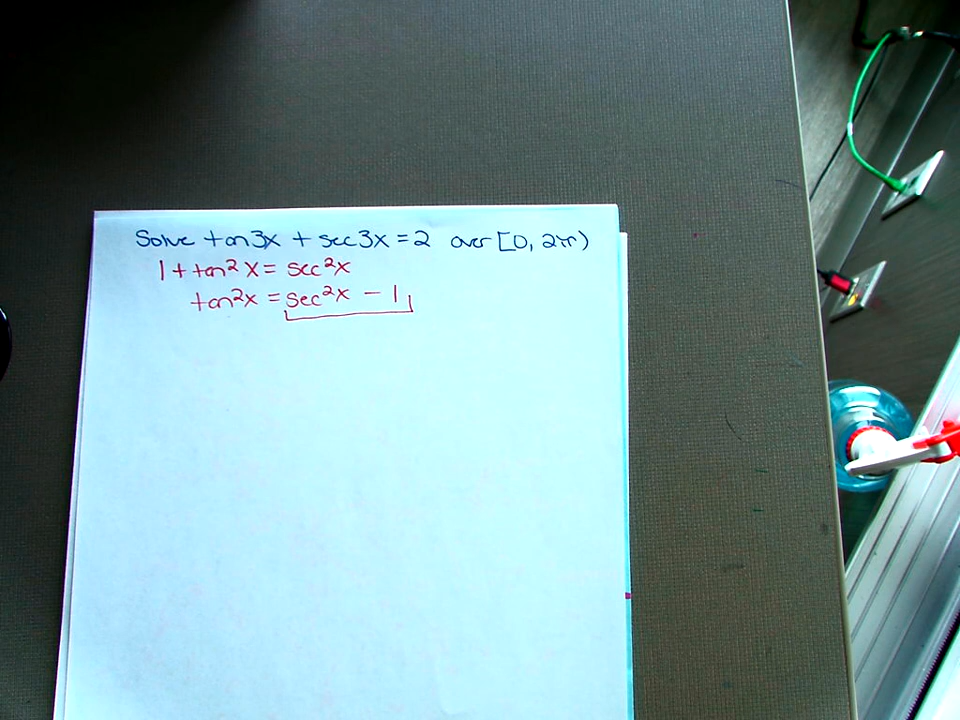 Solve tan3x + sec3x = 2 over [0, 2π)
1 + tan²x = sec²x
tan²x = sec²x - 1